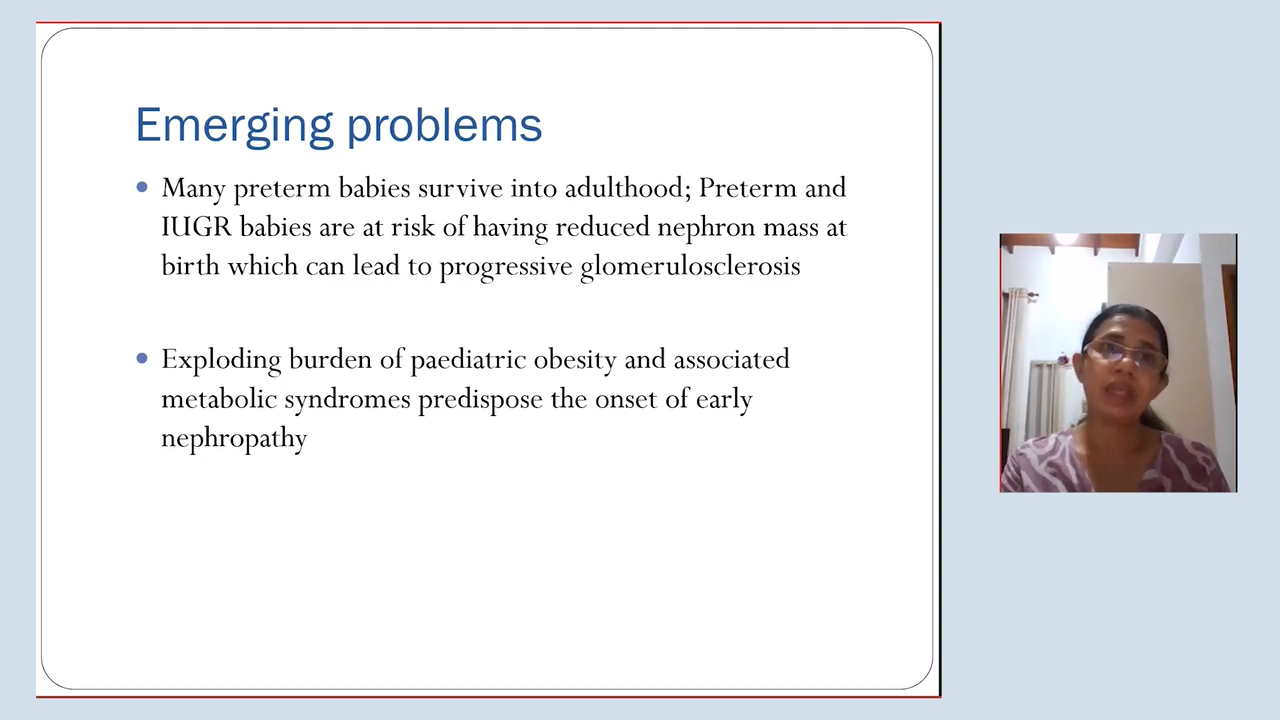 Emerging problems
Many preterm babies survive into adulthood; Preterm and
IUGR babies are at risk of having reduced nephron mass at
birth which can lead to progressive glomerulosclerosis
Exploding burden of paediatric obesity and associated
metabolic syndromes predispose the onset of early
nephropathy